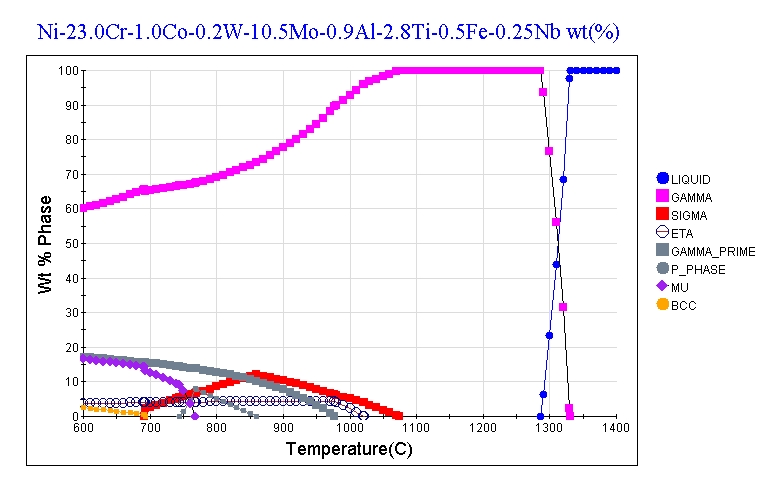 Ni-23.0Cr-1.0Co-0.2W-10.5Mo-0.9Al-2.8Ti-0.5Fe-0.25Nb wt(%)
100
90
80
70
60
50
40
30
20
10
0
Wt % Phase
600 700 800 900 1000 1100 1200 1300 1400
Temperature(C)
LIQUID
GAMMA
SIGMA
ETA
GAMMA_PRIME
P_PHASE
MU
BCC